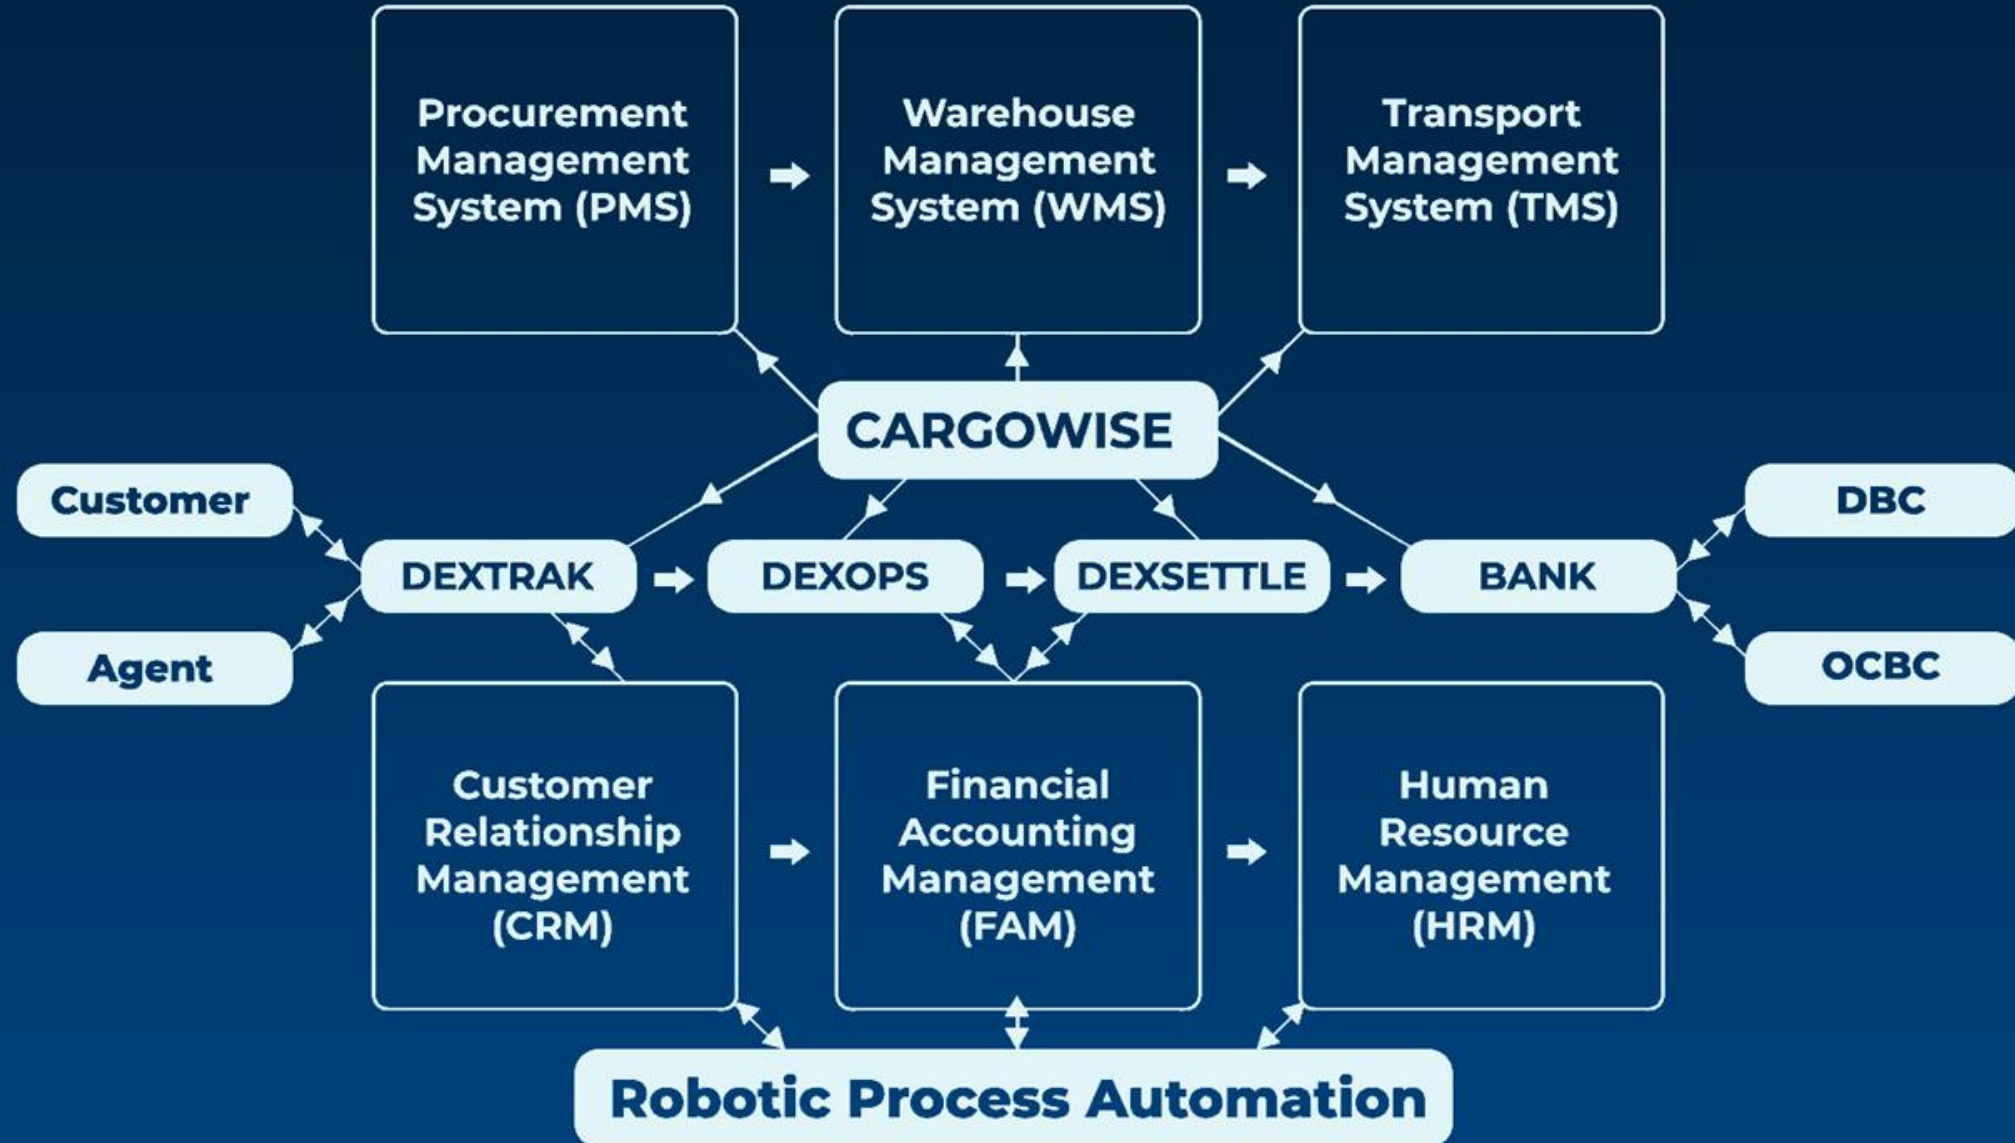 Procurement
Management
System (PMS)
Warehouse
Management
System (WMS)
Transport
Management
System (TMS)
CARGOWISE
Customer
Agent
DEXTRAK
DEXOPS
DEXSETTLE
BANK
DBC
OCBC
Customer
Relationship
Management
(CRM)
Financial
Accounting
Management
(FAM)
Human
Resource
Management
(HRM)
Robotic Process Automation